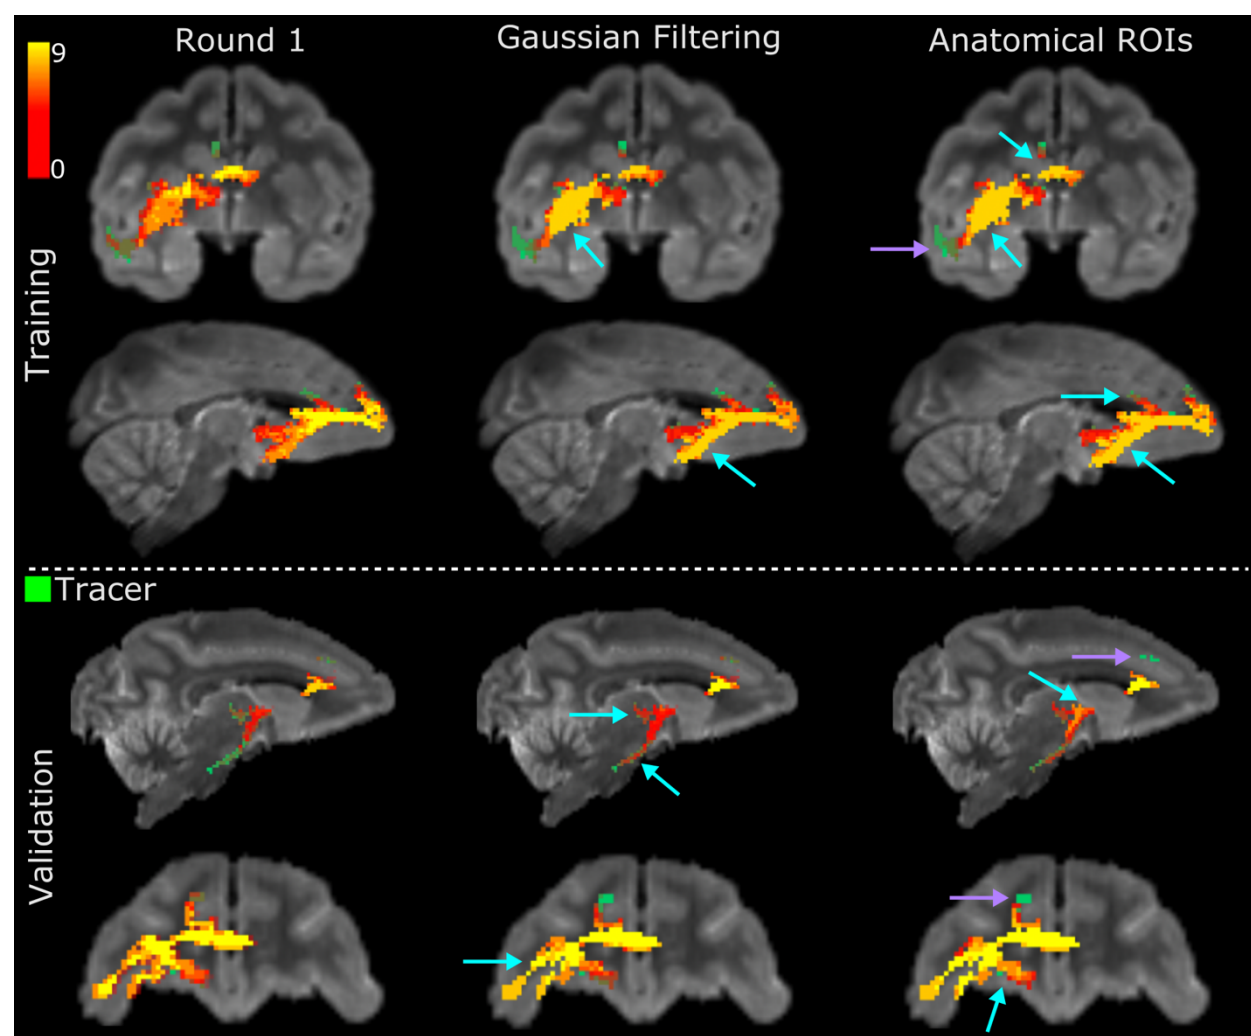 Round 1
Gaussian Filtering
Anatomical ROIs
9
0
Training
Tracer
Validation